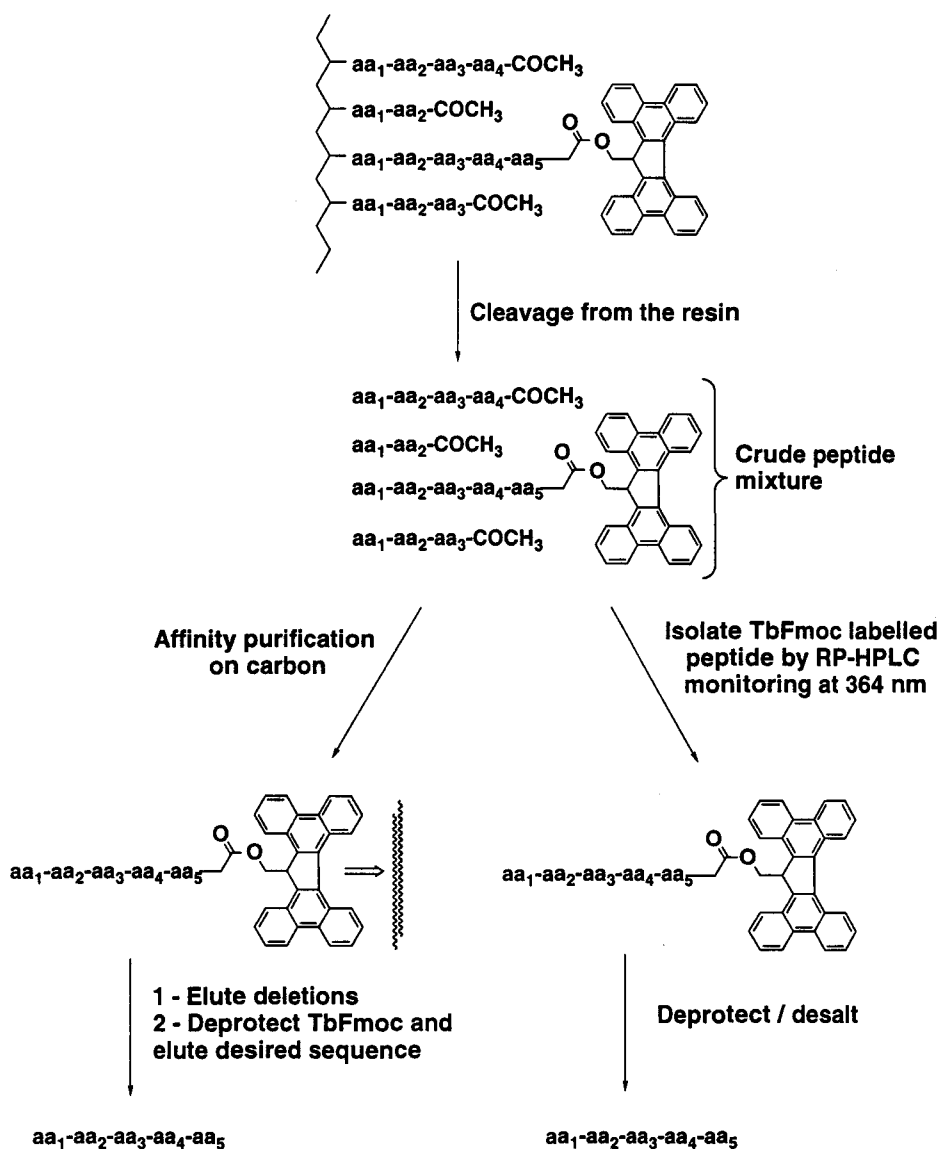 aa₁-aa₂-aa₃-aa₄-COCH₃
aa₁-aa₂-COCH₃
O
O
aa₁-aa₂-aa₃-aa₄-aa₅
aa₁-aa₂-aa₃-COCH₃
Cleavage from the resin
aa₁-aa₂-aa₃-aa₄-COCH₃
aa₁-aa₂-COCH₃
O
O
aa₁-aa₂-aa₃-aa₄-aa₅
aa₁-aa₂-aa₃-COCH₃
Crude peptide
mixture
Affinity purification
on carbon
Isolate TbFmoc labelled
peptide by RP-HPLC
monitoring at 364 nm
O
O
aa₁-aa₂-aa₃-aa₄-aa₅
O
O
aa₁-aa₂-aa₃-aa₄-aa₅
1 - Elute deletions
2 - Deprotect TbFmoc and
elute desired sequence
Deprotect / desalt
aa₁-aa₂-aa₃-aa₄-aa₅
aa₁-aa₂-aa₃-aa₄-aa₅